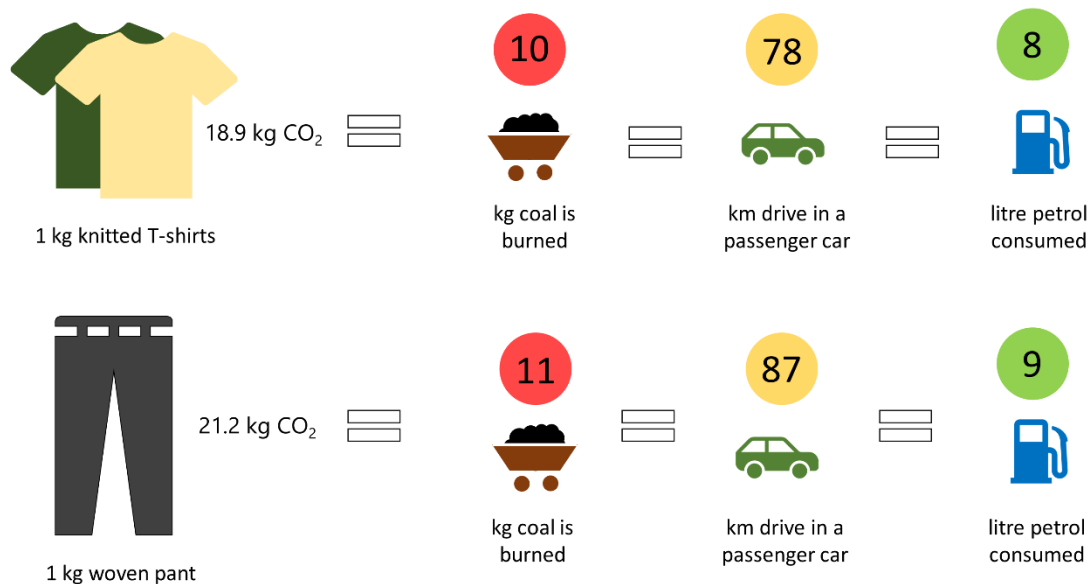 10
78
8
18.9 kg CO₂
kg coal is
burned
km drive in a
passenger car
litre petrol
consumed
1 kg knitted T-shirts
11
87
9
21.2 kg CO₂
kg coal is
burned
km drive in a
passenger car
litre petrol
consumed
1 kg woven pant